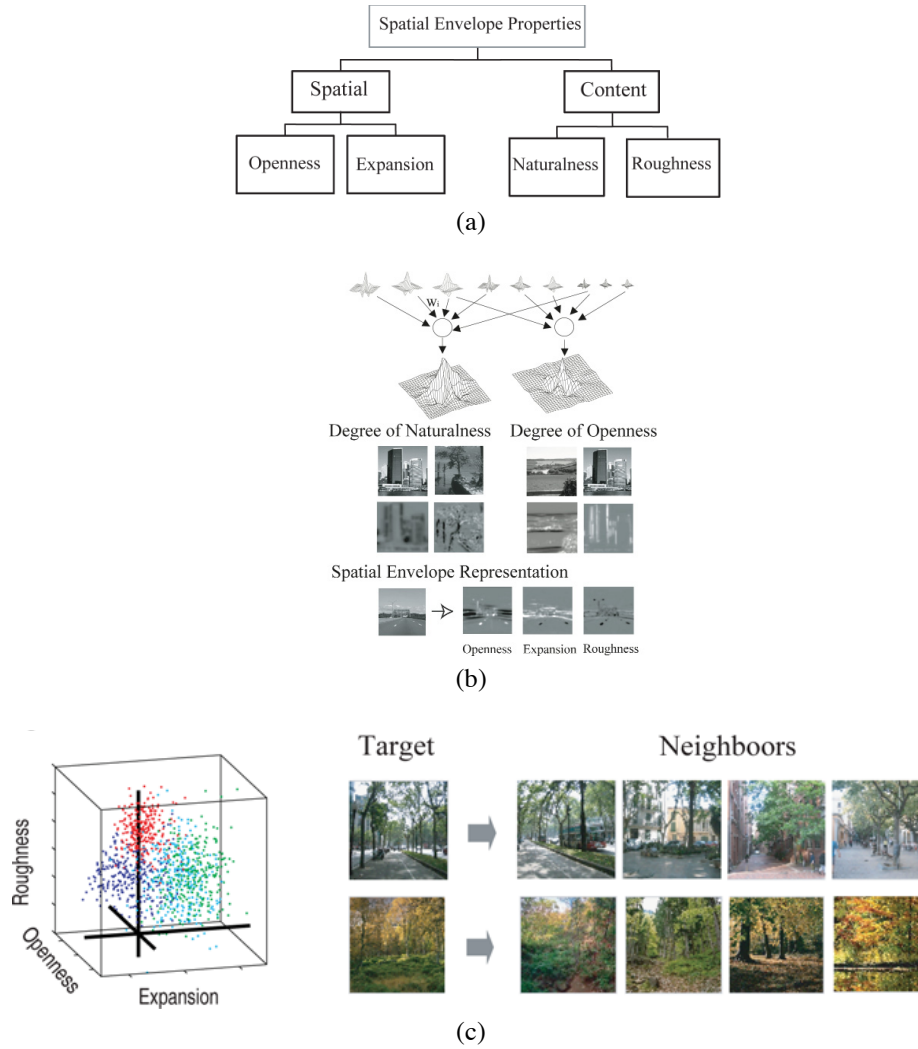 Spatial Envelope Properties
Spatial
Content
Openness
Expansion
Naturalness
Roughness
(a)
Wi
Degree of Naturalness
Degree of Openness
Spatial Envelope Representation
Openness
Expansion
Roughness
(b)
Target
Neighboors
Roughness
Openness
Expansion
(c)